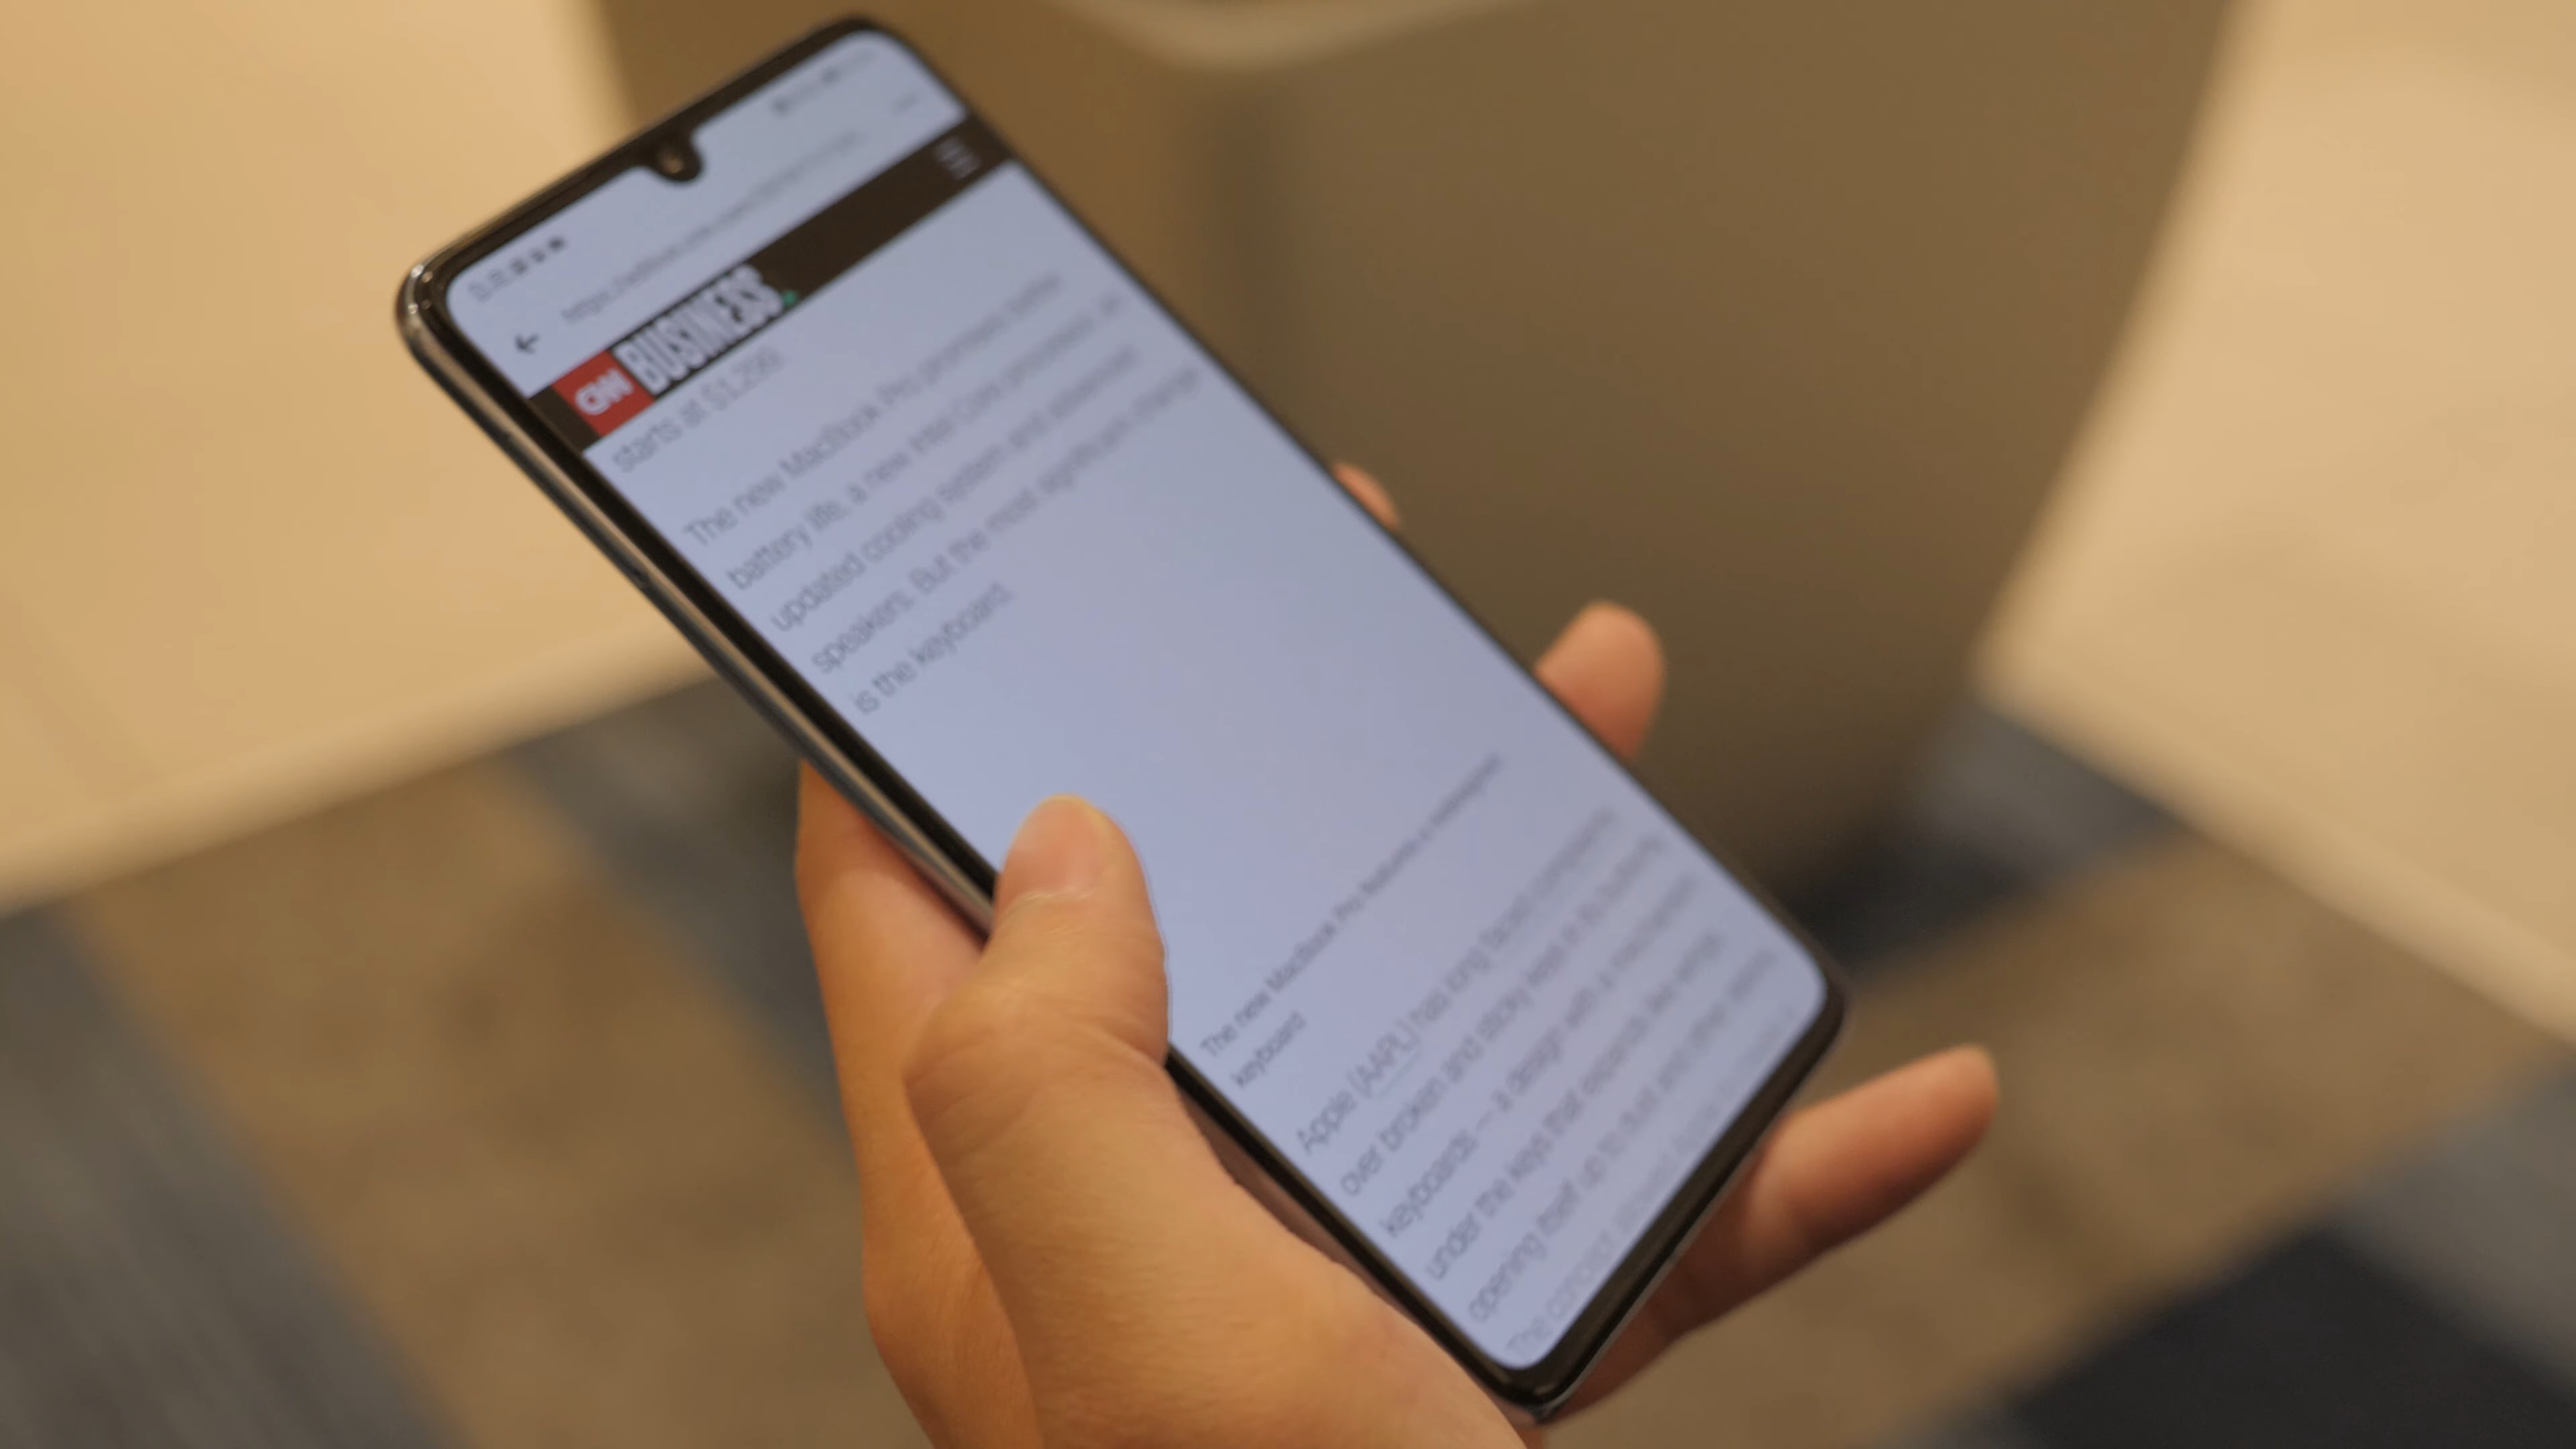 CNN BUSINESS
starts at $1,299.
The new MacBook Pro promises better
battery life, a new Intel Core processor, an
updated cooling system and advanced
speakers. But the most significant change
is the keyboard.
The new MacBook Pro features a redesigned
keyboard
Apple (AAPL) has long faced complaints
over broken and sticky keys in its butterfly
keyboards — a design with a mechanism
under the keys that expands like wings
opening itself up to dust and other debris.